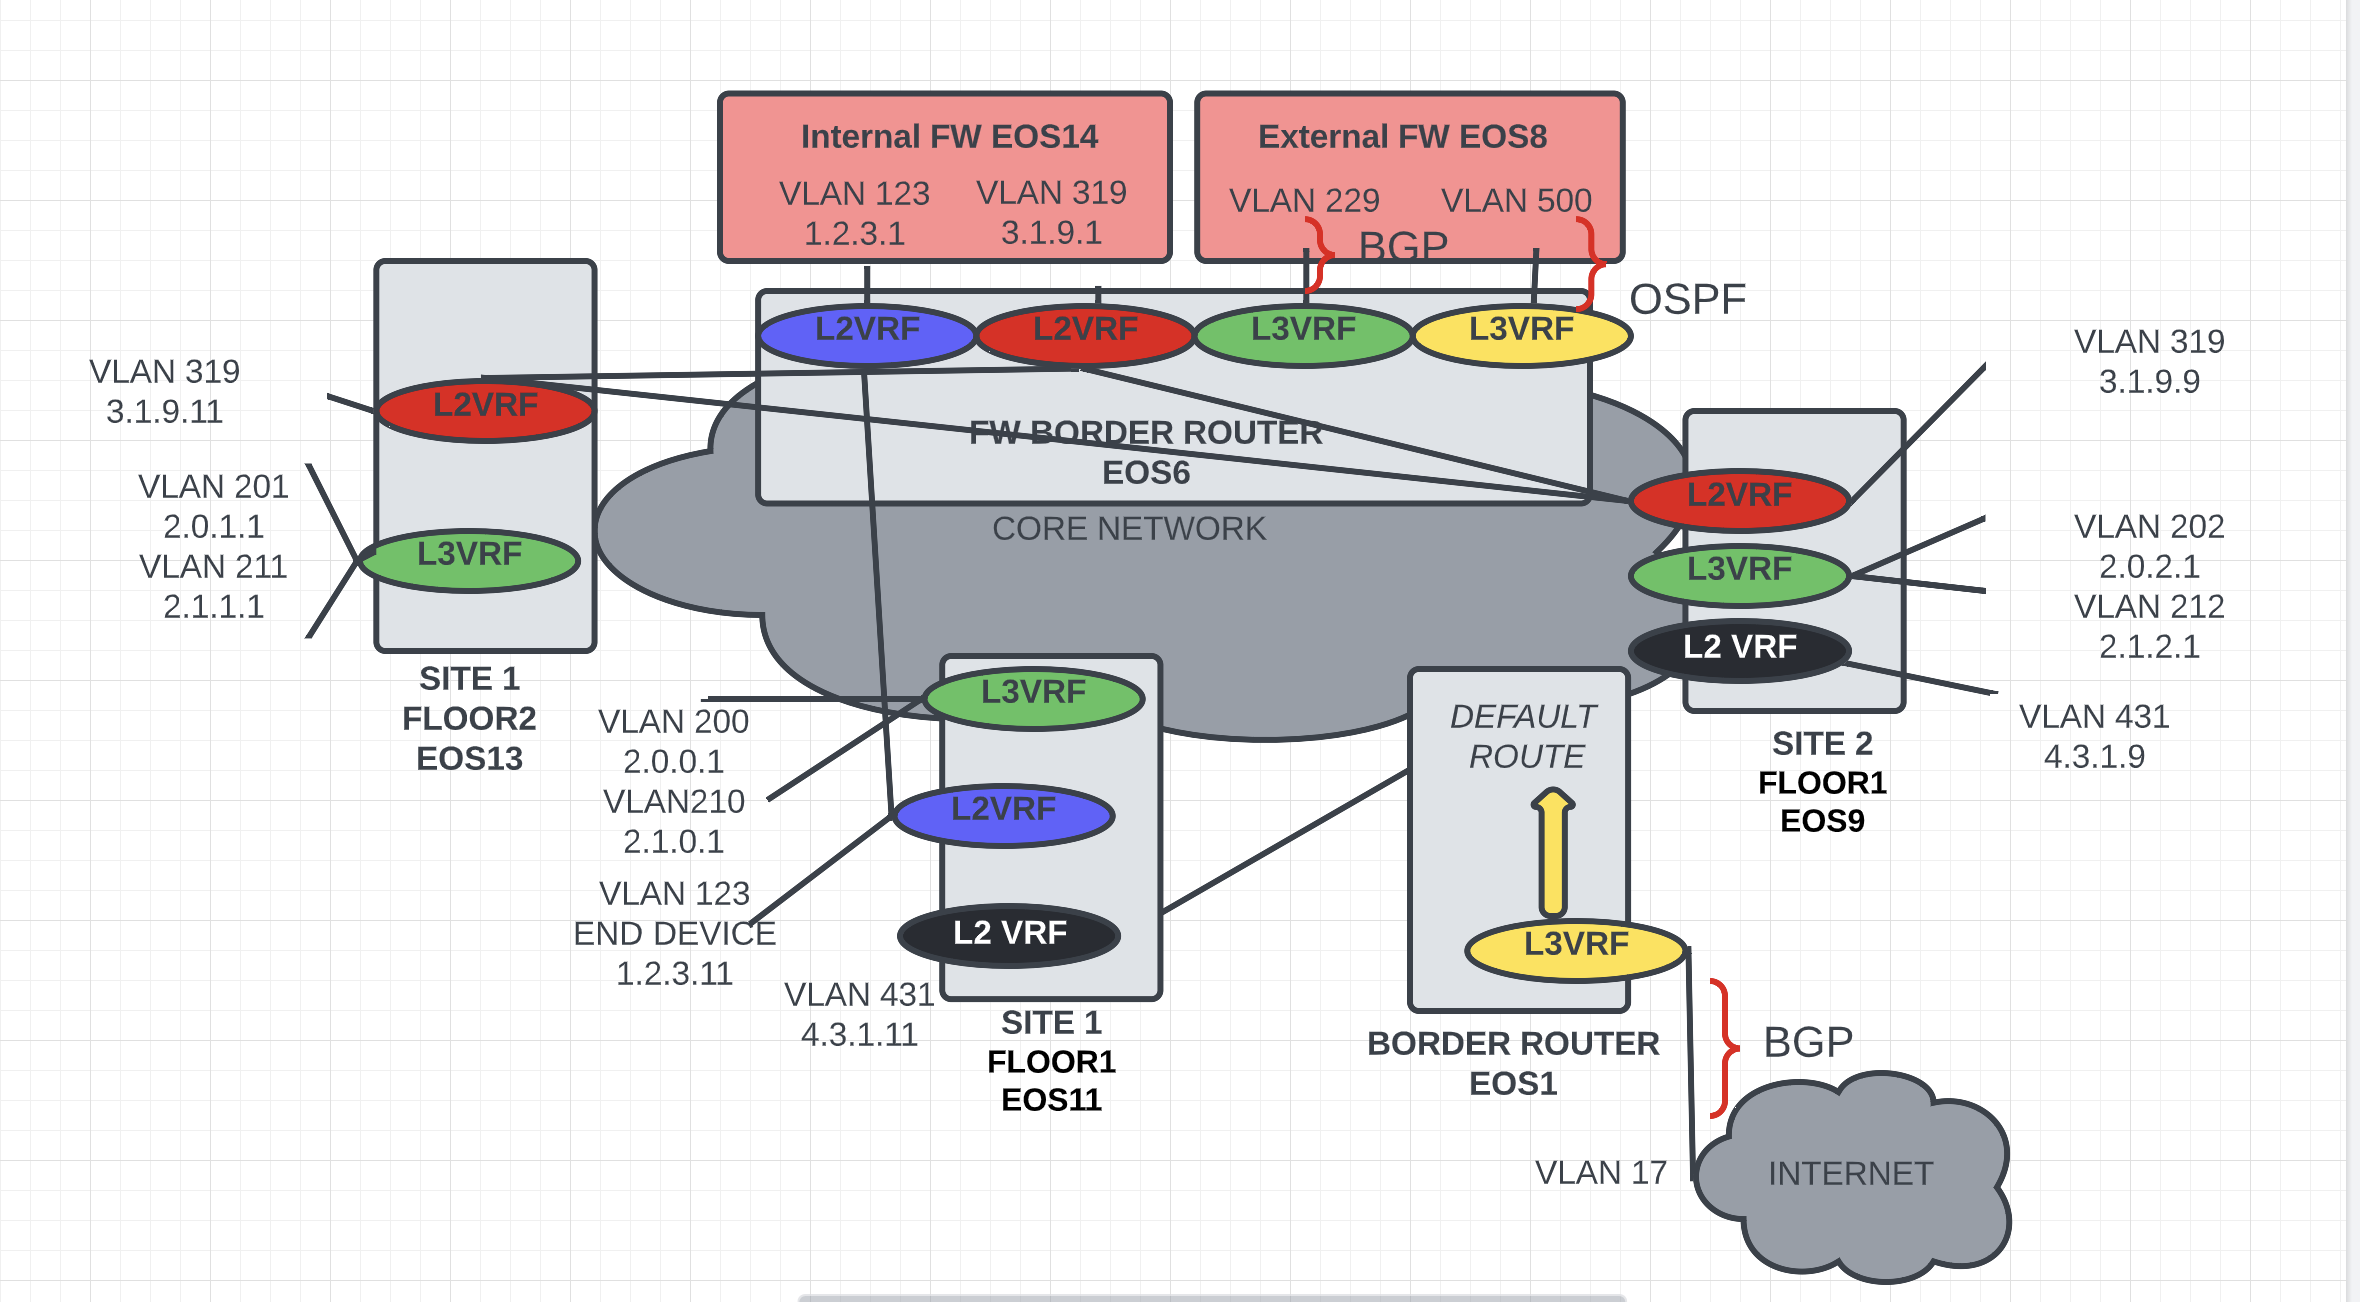 Internal FW EOS14
VLAN 123
1.2.3.1
VLAN 319
3.1.9.1
External FW EOS8
VLAN 229
VLAN 500
BGP
OSPF
L2VRF
L2VRF
L3VRF
L3VRF
FW BORDER ROUTER
EOS6
CORE NETWORK
VLAN 319
3.1.9.11
L2VRF
VLAN 201
2.0.1.1
VLAN 211
2.1.1.1
L3VRF
SITE 1
FLOOR2
EOS13
VLAN 319
3.1.9.9
L2VRF
L3VRF
L2 VRF
VLAN 202
2.0.2.1
VLAN 212
2.1.2.1
VLAN 431
4.3.1.9
SITE 2
FLOOR1
EOS9
L3VRF
VLAN 200
2.0.0.1
VLAN210
2.1.0.1
L2VRF
VLAN 123
END DEVICE
1.2.3.11
L2 VRF
VLAN 431
4.3.1.11
SITE 1
FLOOR1
EOS11
DEFAULT
ROUTE
L3VRF
BORDER ROUTER
EOS1
BGP
VLAN 17
INTERNET